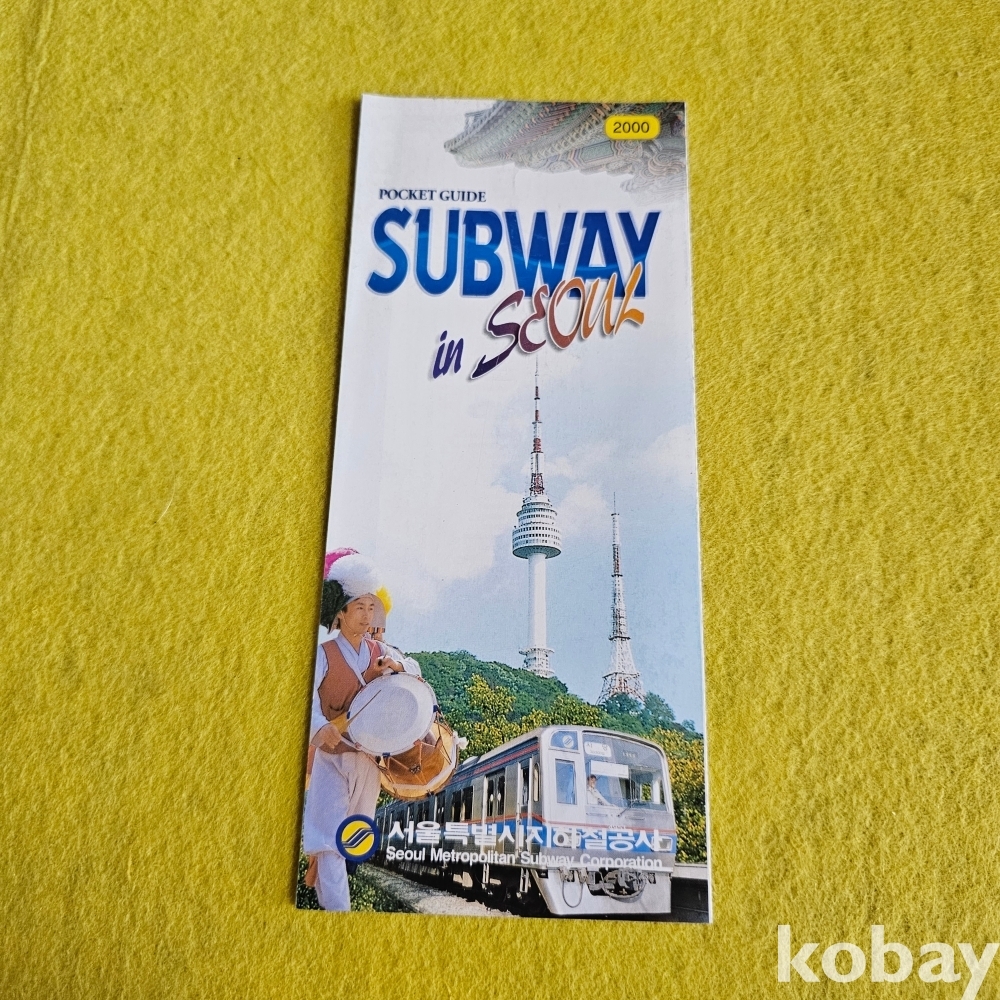 2000
POCKET GUIDE
SUBWAY
in SEOUL
서울특별시지하철공사
Seoul Metropolitan Subway Corporation
kobay